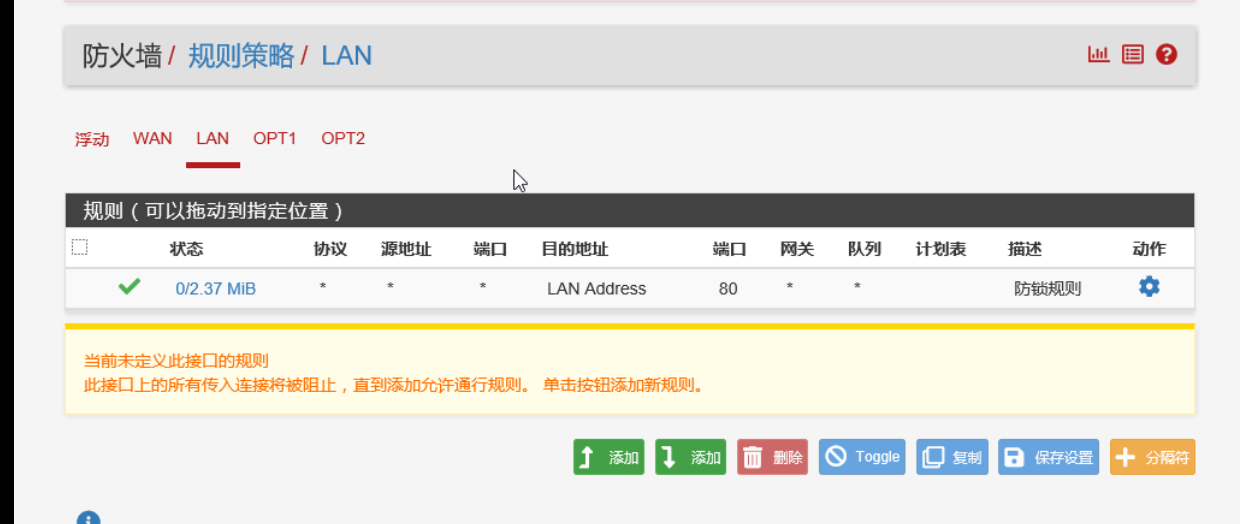 防火墙/ 规则策略/ LAN
浮动 WAN LAN OPT1 OPT2
规则（可以拖动到指定位置）
状态 协议 源地址 端口 目的地址 端口 网关 队列 计划表 描述 动作
0/2.37 MiB * * * LAN Address 80 * * 防锁规则
当前未定义此接口的规则
此接口上的所有传入连接将被阻止，直到添加允许通行规则。 单击按钮添加新规则。
添加 添加 删除 Toggle 复制 保存设置 分隔符